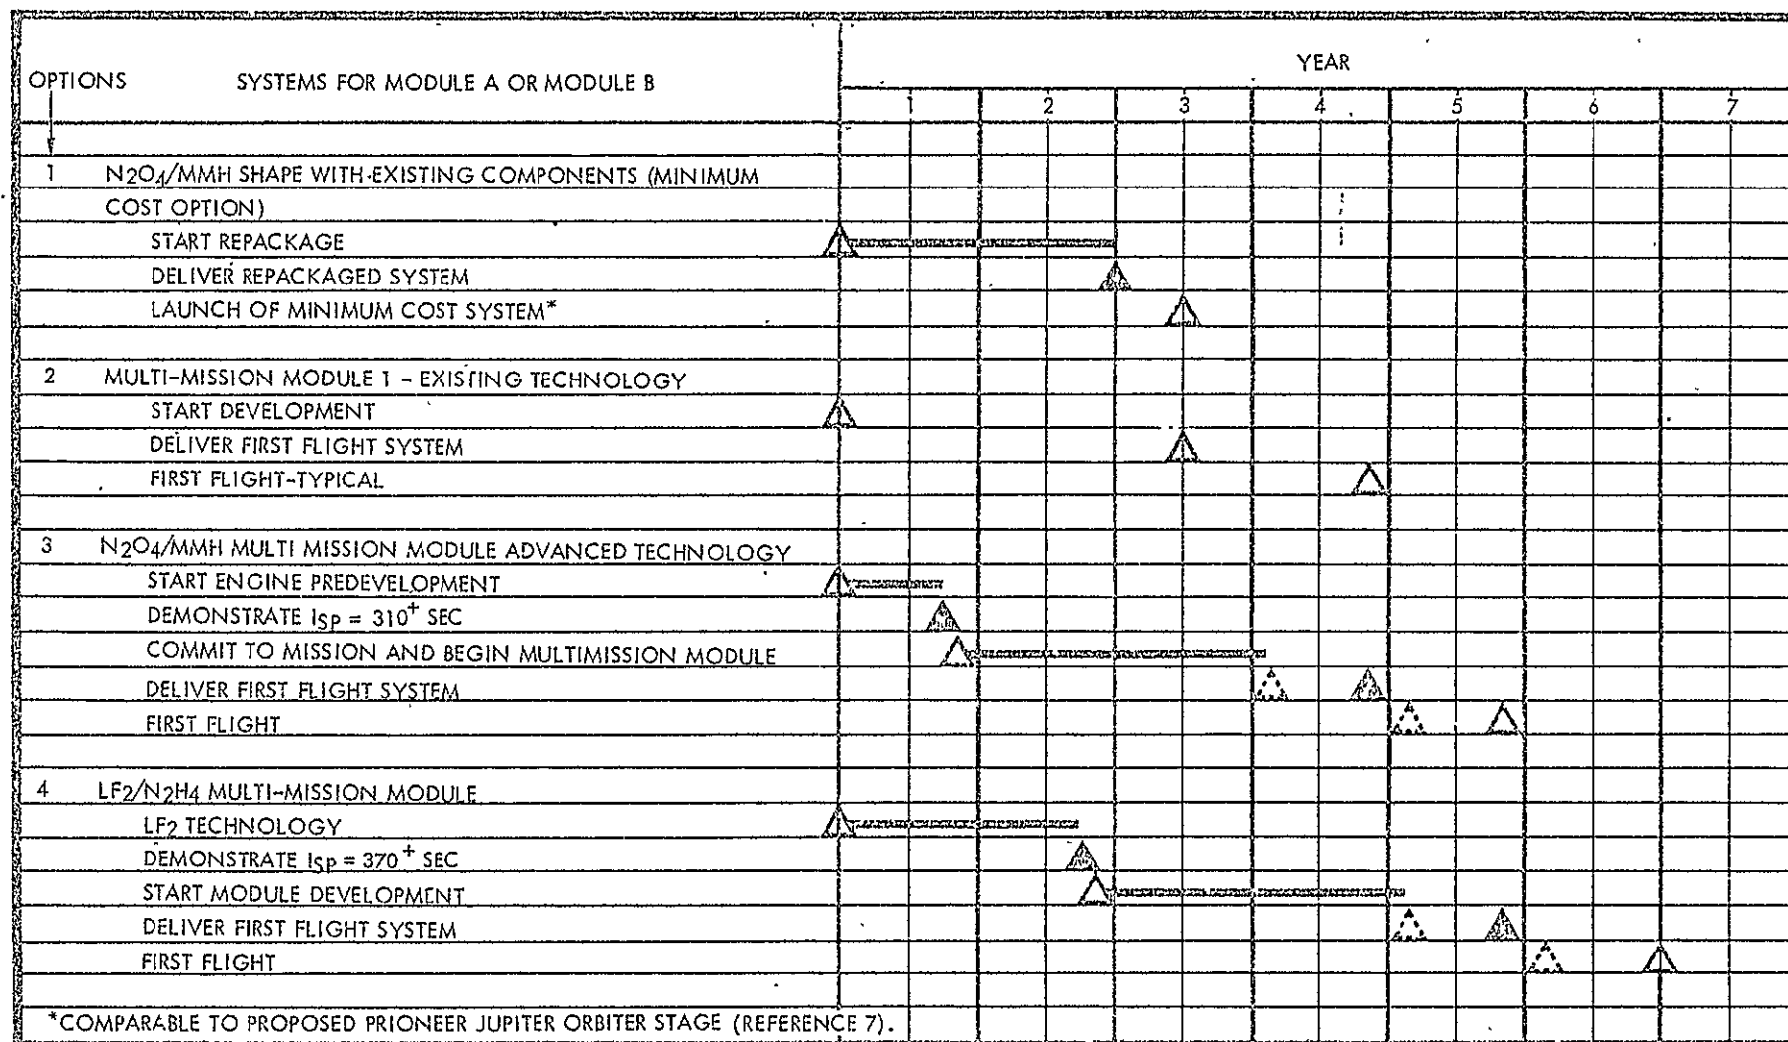 YEAR
OPTIONS SYSTEMS FOR MODULE A OR MODULE B
1 2 3 4 5 6 7
1 N2O4/MMH SHAPE WITH EXISTING COMPONENTS (MINIMUM
COST OPTION)
START REPACKAGE
DELIVER REPACKAGED SYSTEM
LAUNCH OF MINIMUM COST SYSTEM*
2 MULTI-MISSION MODULE 1 - EXISTING TECHNOLOGY
START DEVELOPMENT
DELIVER FIRST FLIGHT SYSTEM
FIRST FLIGHT-TYPICAL
3 N2O4/MMH MULTI MISSION MODULE ADVANCED TECHNOLOGY
START ENGINE PREDEVELOPMENT
DEMONSTRATE ISP = 310+ SEC
COMMIT TO MISSION AND BEGIN MULTIMISSION MODULE
DELIVER FIRST FLIGHT SYSTEM
FIRST FLIGHT
4 LF2/N2H4 MULTI-MISSION MODULE
LF2 TECHNOLOGY
DEMONSTRATE ISP = 370+ SEC
START MODULE DEVELOPMENT
DELIVER FIRST FLIGHT SYSTEM
FIRST FLIGHT
*COMPARABLE TO PROPOSED PRIONEER JUPITER ORBITER STAGE (REFERENCE 7).